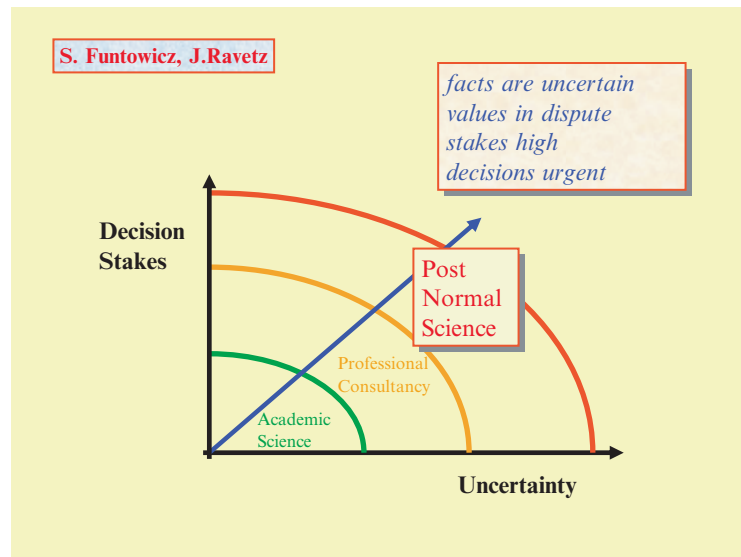 S. Funtowicz, J.Ravetz
facts are uncertain
values in dispute
stakes high
decisions urgent
Decision
Stakes
Post
Normal
Science
Professional
Consultancy
Academic
Science
Uncertainty